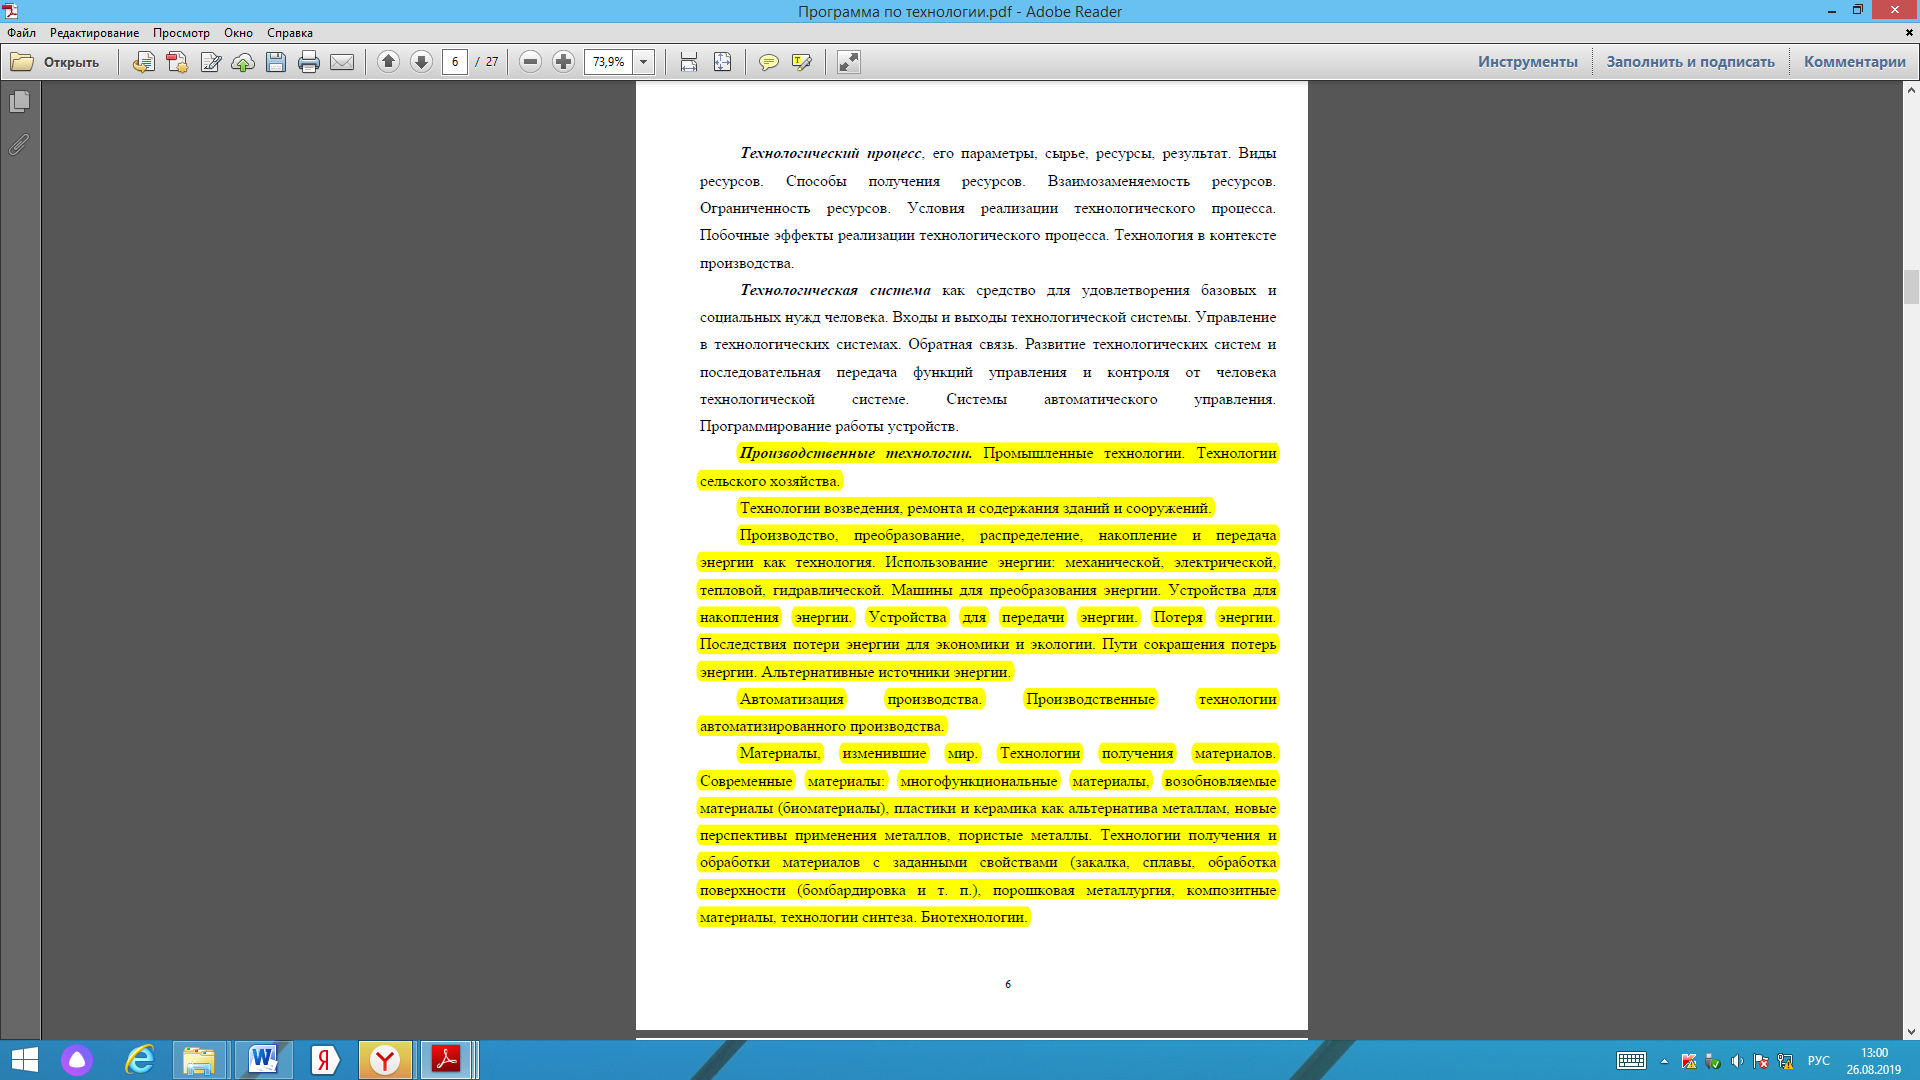 Программа по технологии.pdf - Adobe Reader
Файл Редактирование Просмотр Окно Справка
Открыть 6 / 27 73,9% Инструменты Заполнить и подписать Комментарии
Технологический процесс, его параметры, сырье, ресурсы, результат. Виды
ресурсов. Способы получения ресурсов. Взаимозаменяемость ресурсов.
Ограниченность ресурсов. Условия реализации технологического процесса.
Побочные эффекты реализации технологического процесса. Технология в контексте
производства.
Технологическая система как средство для удовлетворения базовых и
социальных нужд человека. Входы и выходы технологической системы. Управление
в технологических системах. Обратная связь. Развитие технологических систем и
последовательная передача функций управления и контроля от человека
технологической системе. Системы автоматического управления.
Программирование работы устройств.
Производственные технологии. Промышленные технологии. Технологии
сельского хозяйства.
Технологии возведения, ремонта и содержания зданий и сооружений.
Производство, преобразование, распределение, накопление и передача
энергии как технология. Использование энергии: механической, электрической,
тепловой, гидравлической. Машины для преобразования энергии. Устройства для
накопления энергии. Устройства для передачи энергии. Потеря энергии.
Последствия потери энергии для экономики и экологии. Пути сокращения потерь
энергии. Альтернативные источники энергии.
Автоматизация производства. Производственные технологии
автоматизированного производства.
Материалы, изменившие мир. Технологии получения материалов.
Современные материалы: многофункциональные материалы, возобновляемые
материалы (биоматериалы), пластики и керамика как альтернатива металлам, новые
перспективы применения металлов, пористые металлы. Технологии получения и
обработки материалов с заданными свойствами (закалка, сплавы, обработка
поверхности (бомбардировка и т. п.), порошковая металлургия, композитные
материалы, технологии синтеза. Биотехнологии.
6
РУС 13:00
26.08.2019